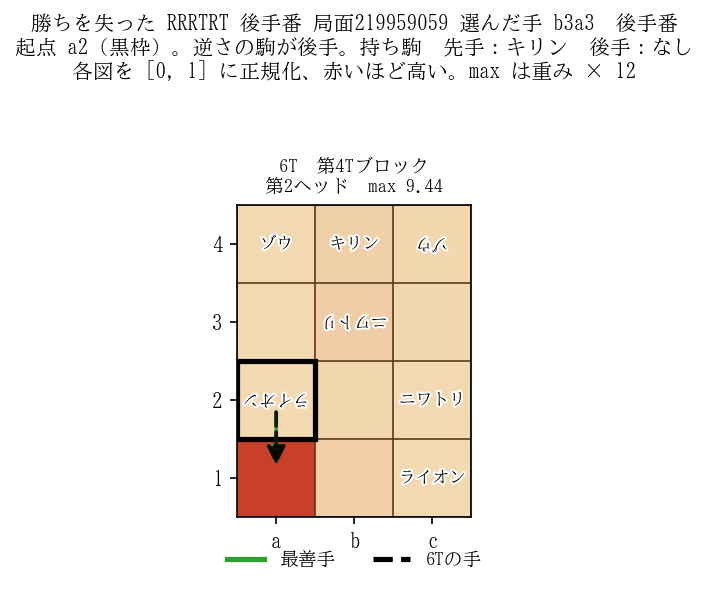 勝ちを失った RRRTRT 後手番 局面219959059 選んだ手 b3a3　後手番
起点 a2（黒枠）。逆さの駒が後手。持ち駒　先手：キリン　後手：なし
各図を [0, 1] に正規化、赤いほど高い。max は重み × 12
6T　第4Tブロック
第2ヘッド　max 9.44
4 ゾウ キリン ゾウ
3 ニワトリ
2 ライオン ニワトリ
1 ライオン
a b c
最善手 6Tの手